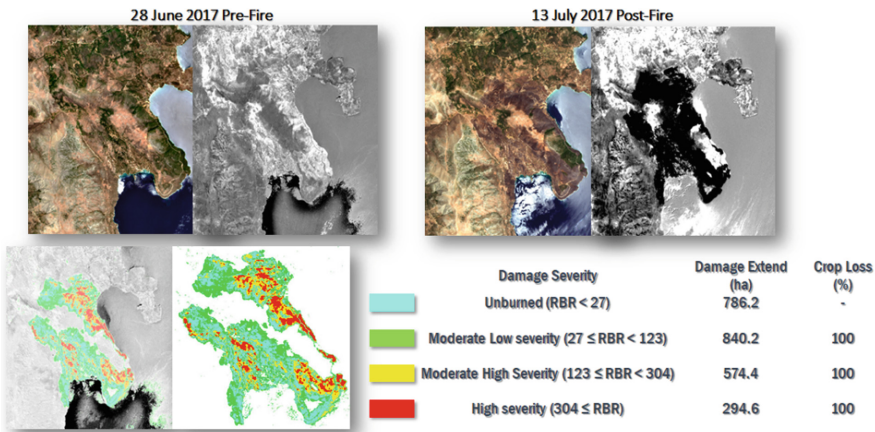 28 June 2017 Pre-Fire
13 July 2017 Post-Fire
Damage Severity
Damage Extend
(ha)
Crop Loss
(%)
Unburned (RBR < 27) 786.2 -
Moderate Low severity (27 ≤ RBR < 123) 840.2 100
Moderate High Severity (123 ≤ RBR < 304) 574.4 100
High severity (304 ≤ RBR) 294.6 100